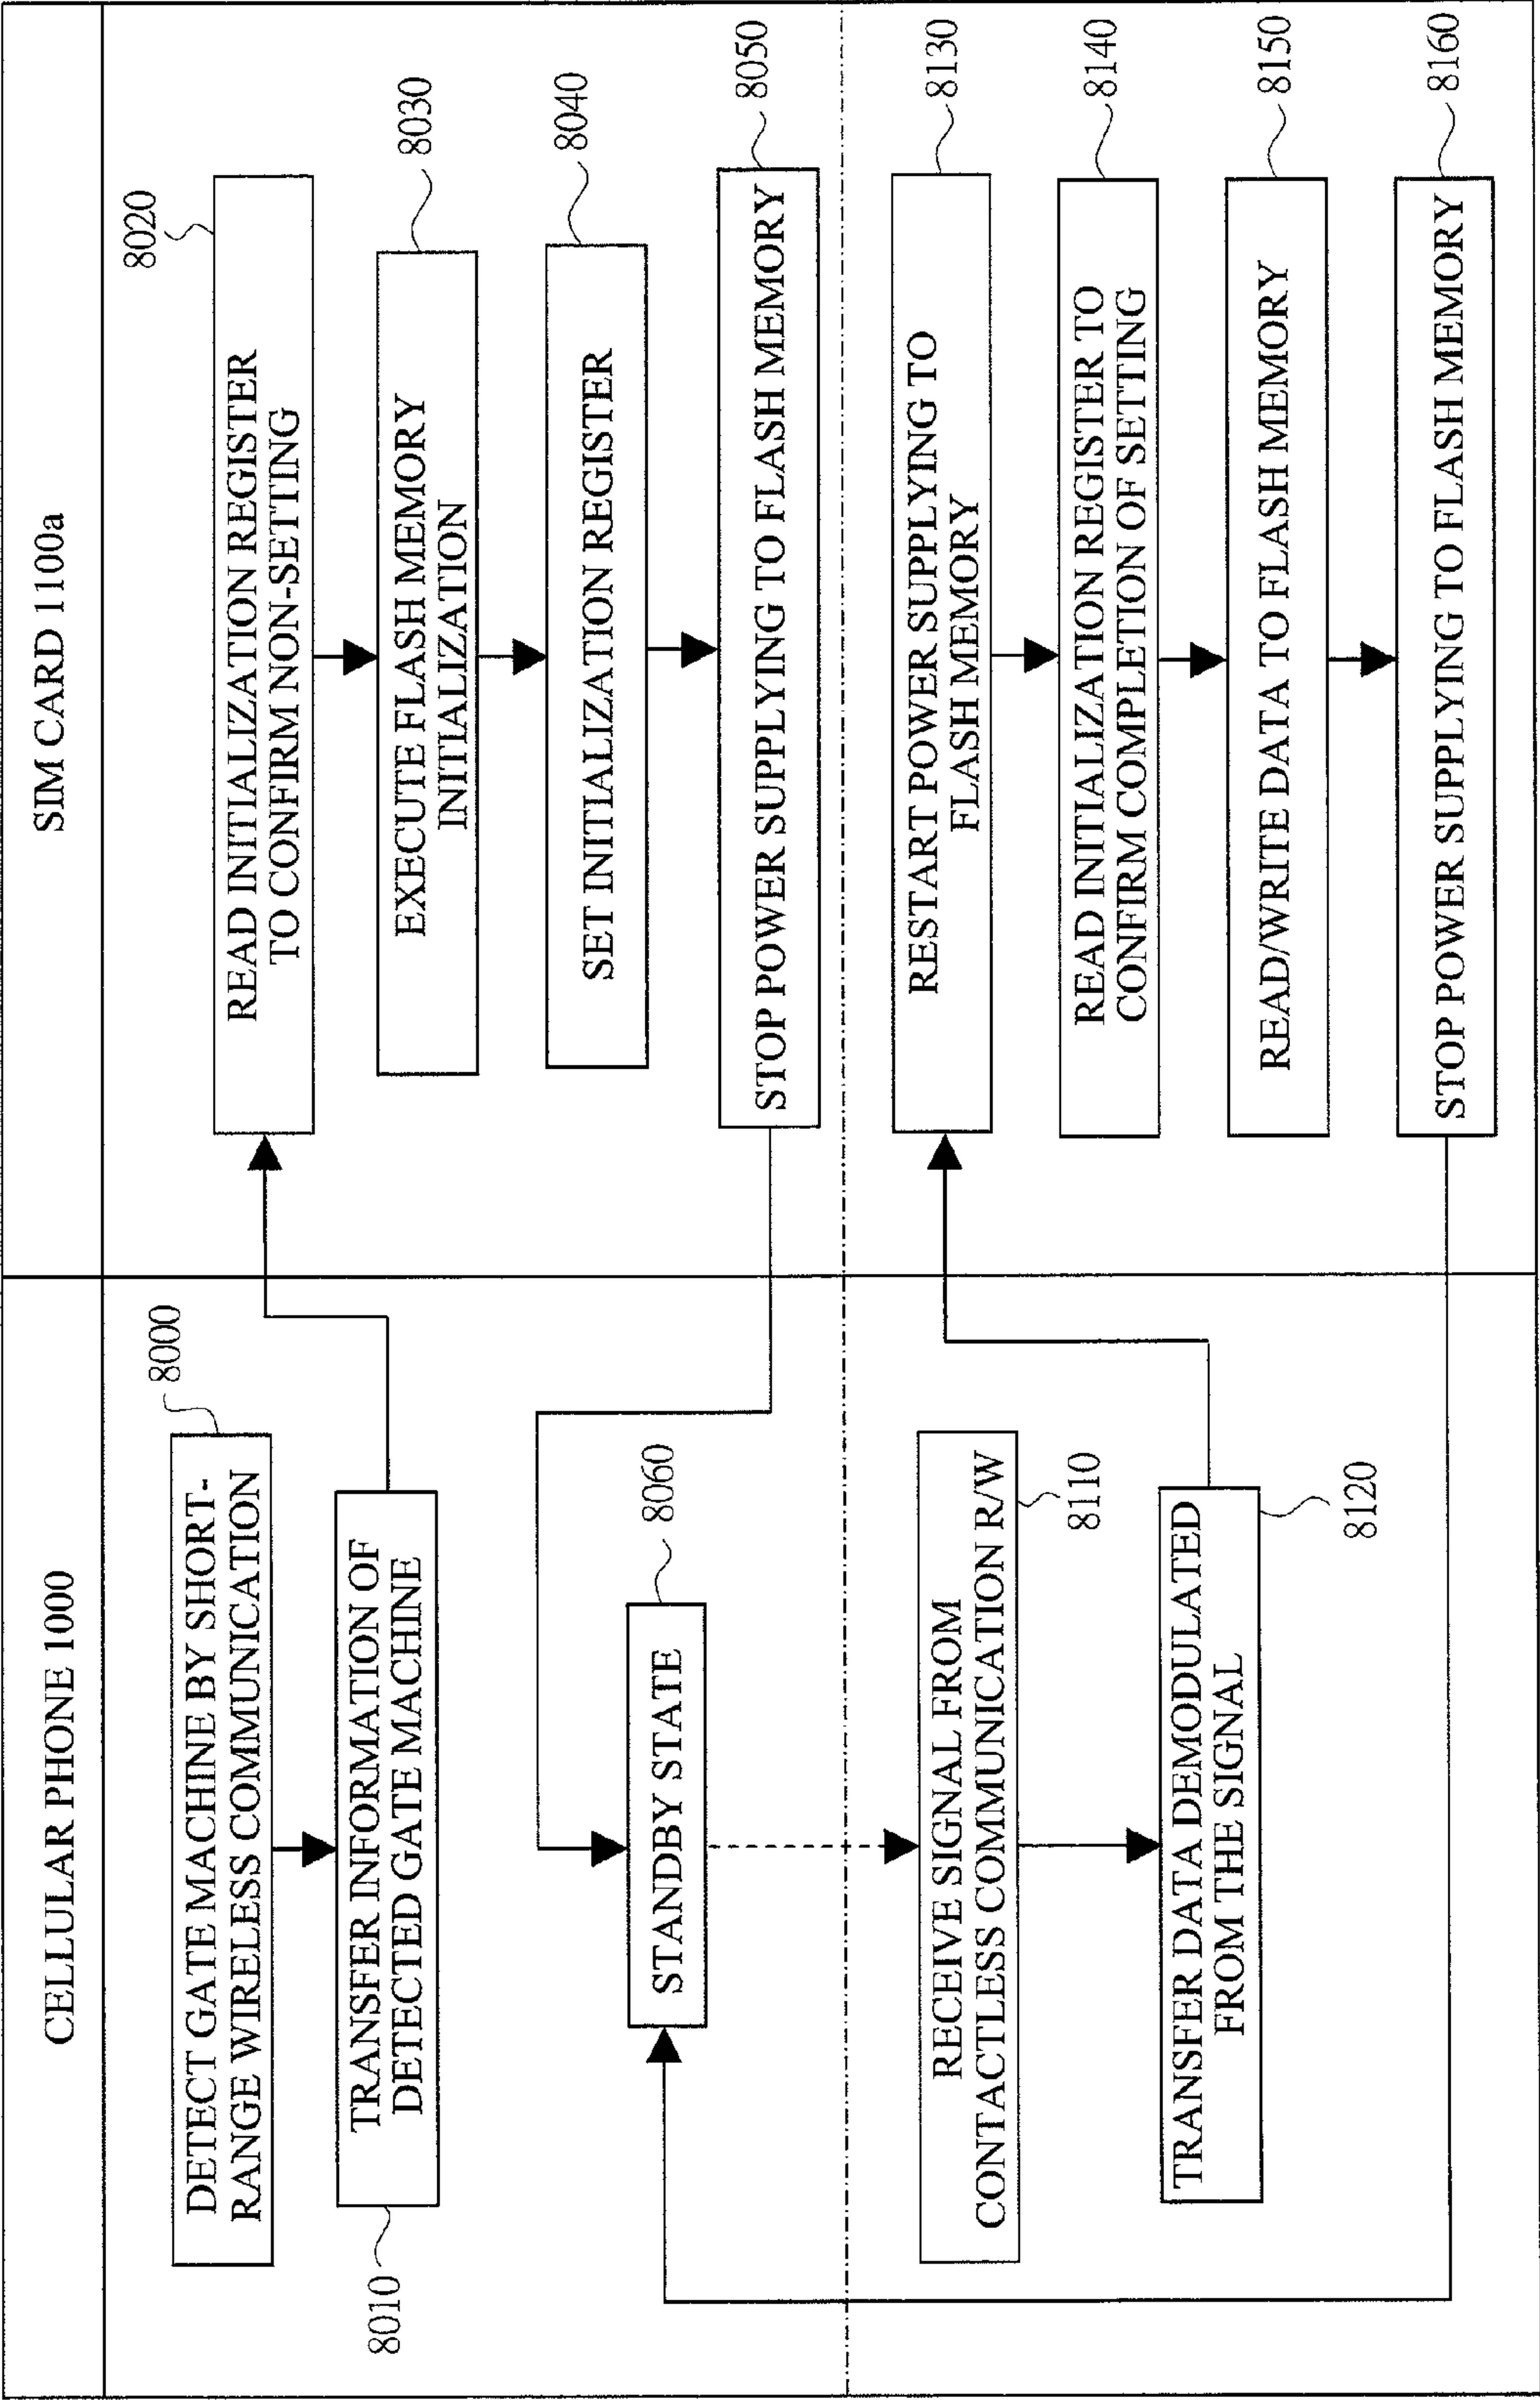 CELLULAR PHONE 1000
SIM CARD 1100a
8000
DETECT GATE MACHINE BY SHORT-
RANGE WIRELESS COMMUNICATION
8010
TRANSFER INFORMATION OF
DETECTED GATE MACHINE
8020
READ INITIALIZATION REGISTER
TO CONFIRM NON-SETTING
8030
EXECUTE FLASH MEMORY
INITIALIZATION
8040
SET INITIALIZATION REGISTER
8050
STOP POWER SUPPLYING TO FLASH MEMORY
8060
STANDBY STATE
RECEIVE SIGNAL FROM
CONTACTLESS COMMUNICATION R/W
8110
TRANSFER DATA DEMODULATED
FROM THE SIGNAL
8120
8130
RESTART POWER SUPPLYING TO
FLASH MEMORY
8140
READ INITIALIZATION REGISTER TO
CONFIRM COMPLETION OF SETTING
8150
READ/WRITE DATA TO FLASH MEMORY
8160
STOP POWER SUPPLYING TO FLASH MEMORY